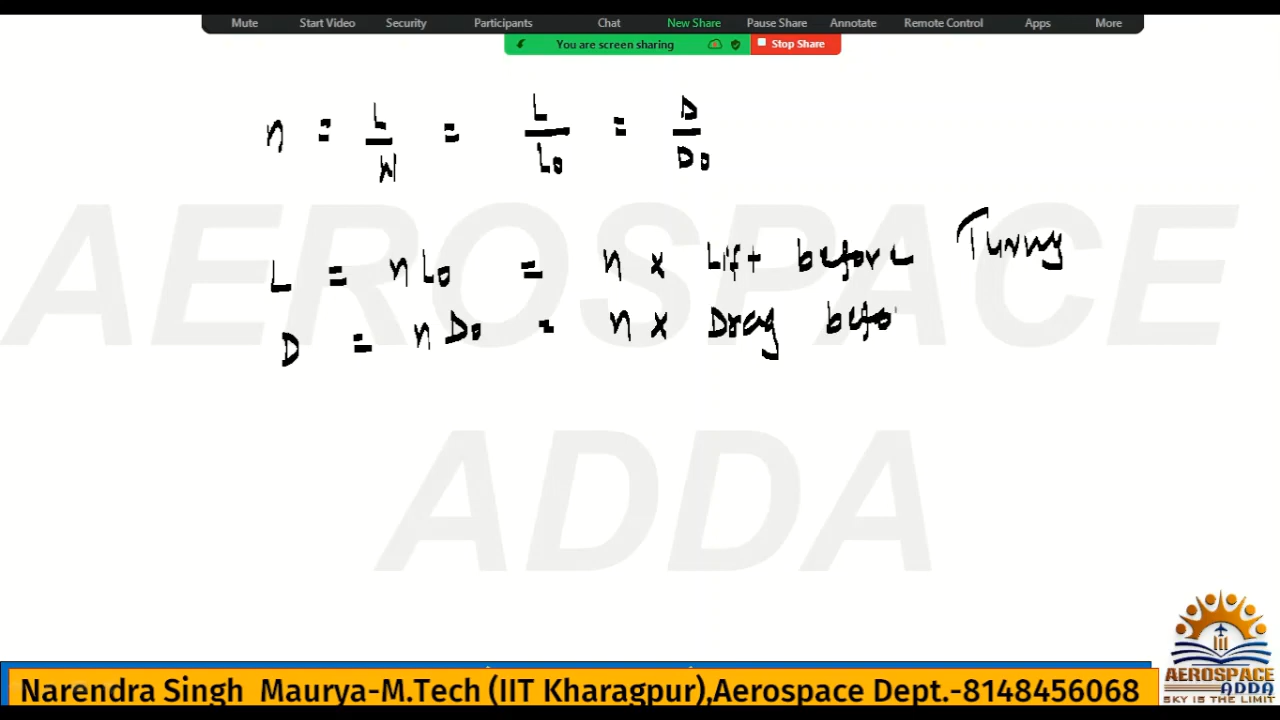 Mute Start Video Security Participants Chat New Share Pause Share Annotate Remote Control Apps More
You are screen sharing Stop Share
n = L/W = L/L0 = D/D0
L = nL0 = n x Lift before Turning
D = nD0 = n x Drag befo
AEROSPACE
ADDA
AEROSPACE
ADDA
SKY IS THE LIMIT
Narendra Singh Maurya-M.Tech (IIT Kharagpur),Aerospace Dept.-8148456068